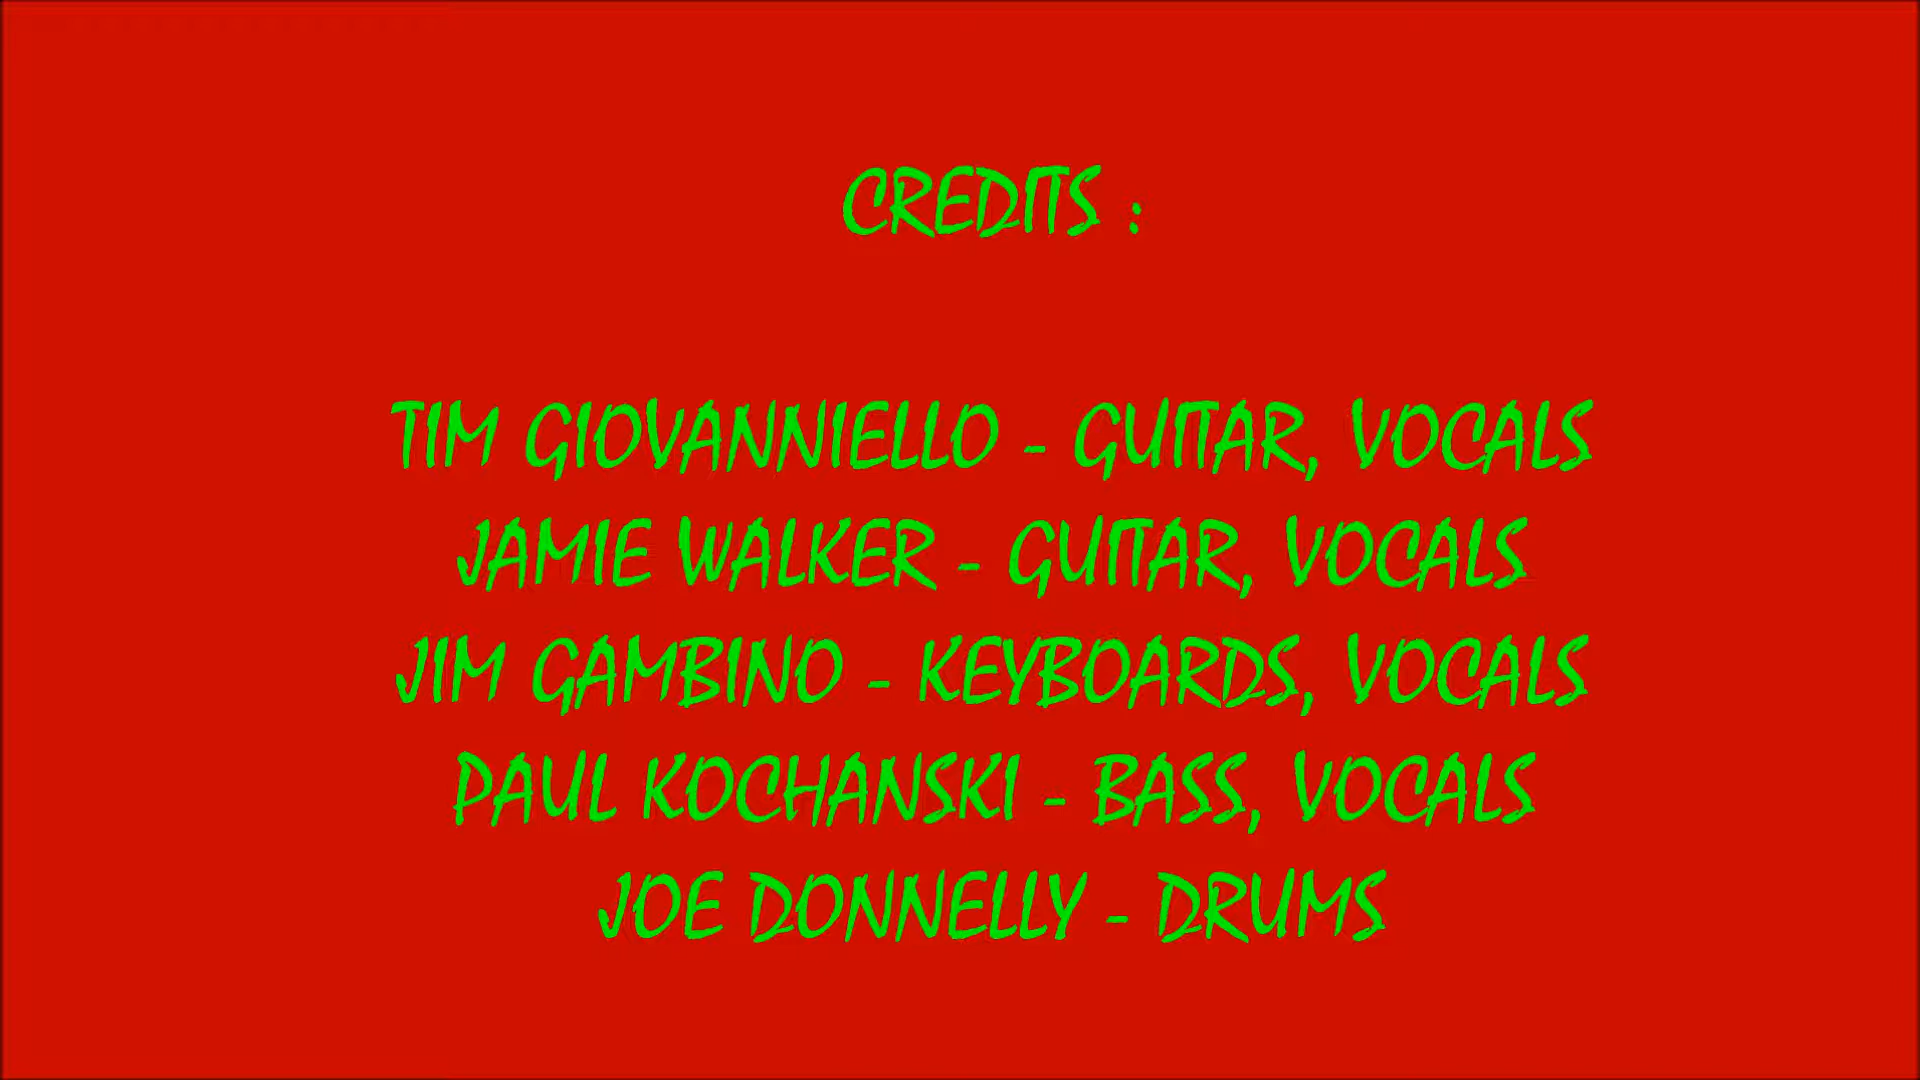 CREDITS :
TIM GIOVANNIELLO - GUITAR, VOCALS
JAMIE WALKER - GUITAR, VOCALS
JIM GAMBINO - KEYBOARDS, VOCALS
PAUL KOCHANSKI - BASS, VOCALS
JOE DONNELLY - DRUMS